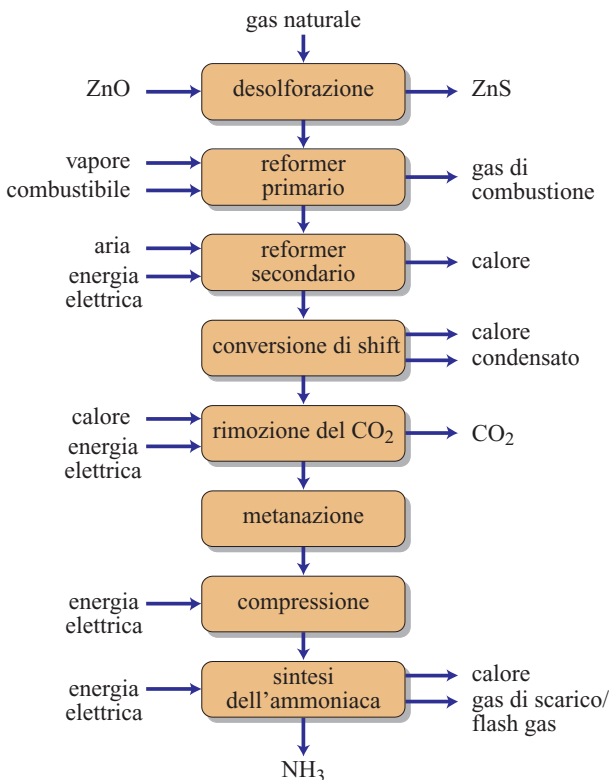 gas naturale
ZnO
desolforazione
ZnS
vapore
combustibile
reformer
primario
gas di
combustione
aria
energia
elettrica
reformer
secondario
calore
conversione di shift
calore
condensato
calore
energia
elettrica
rimozione del CO₂
CO₂
metanazione
energia
elettrica
compressione
energia
elettrica
sintesi
dell'ammoniaca
calore
gas di scarico/
flash gas
NH₃